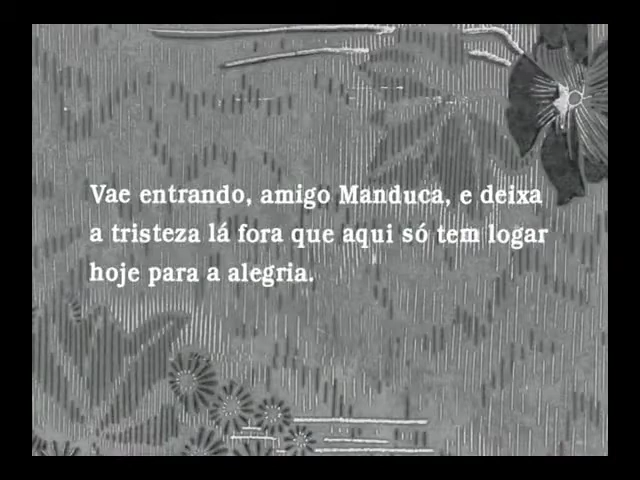 Vae entrando, amigo Manduca, e deixa
a tristeza lá fora que aqui só tem logar
hoje para a alegria.